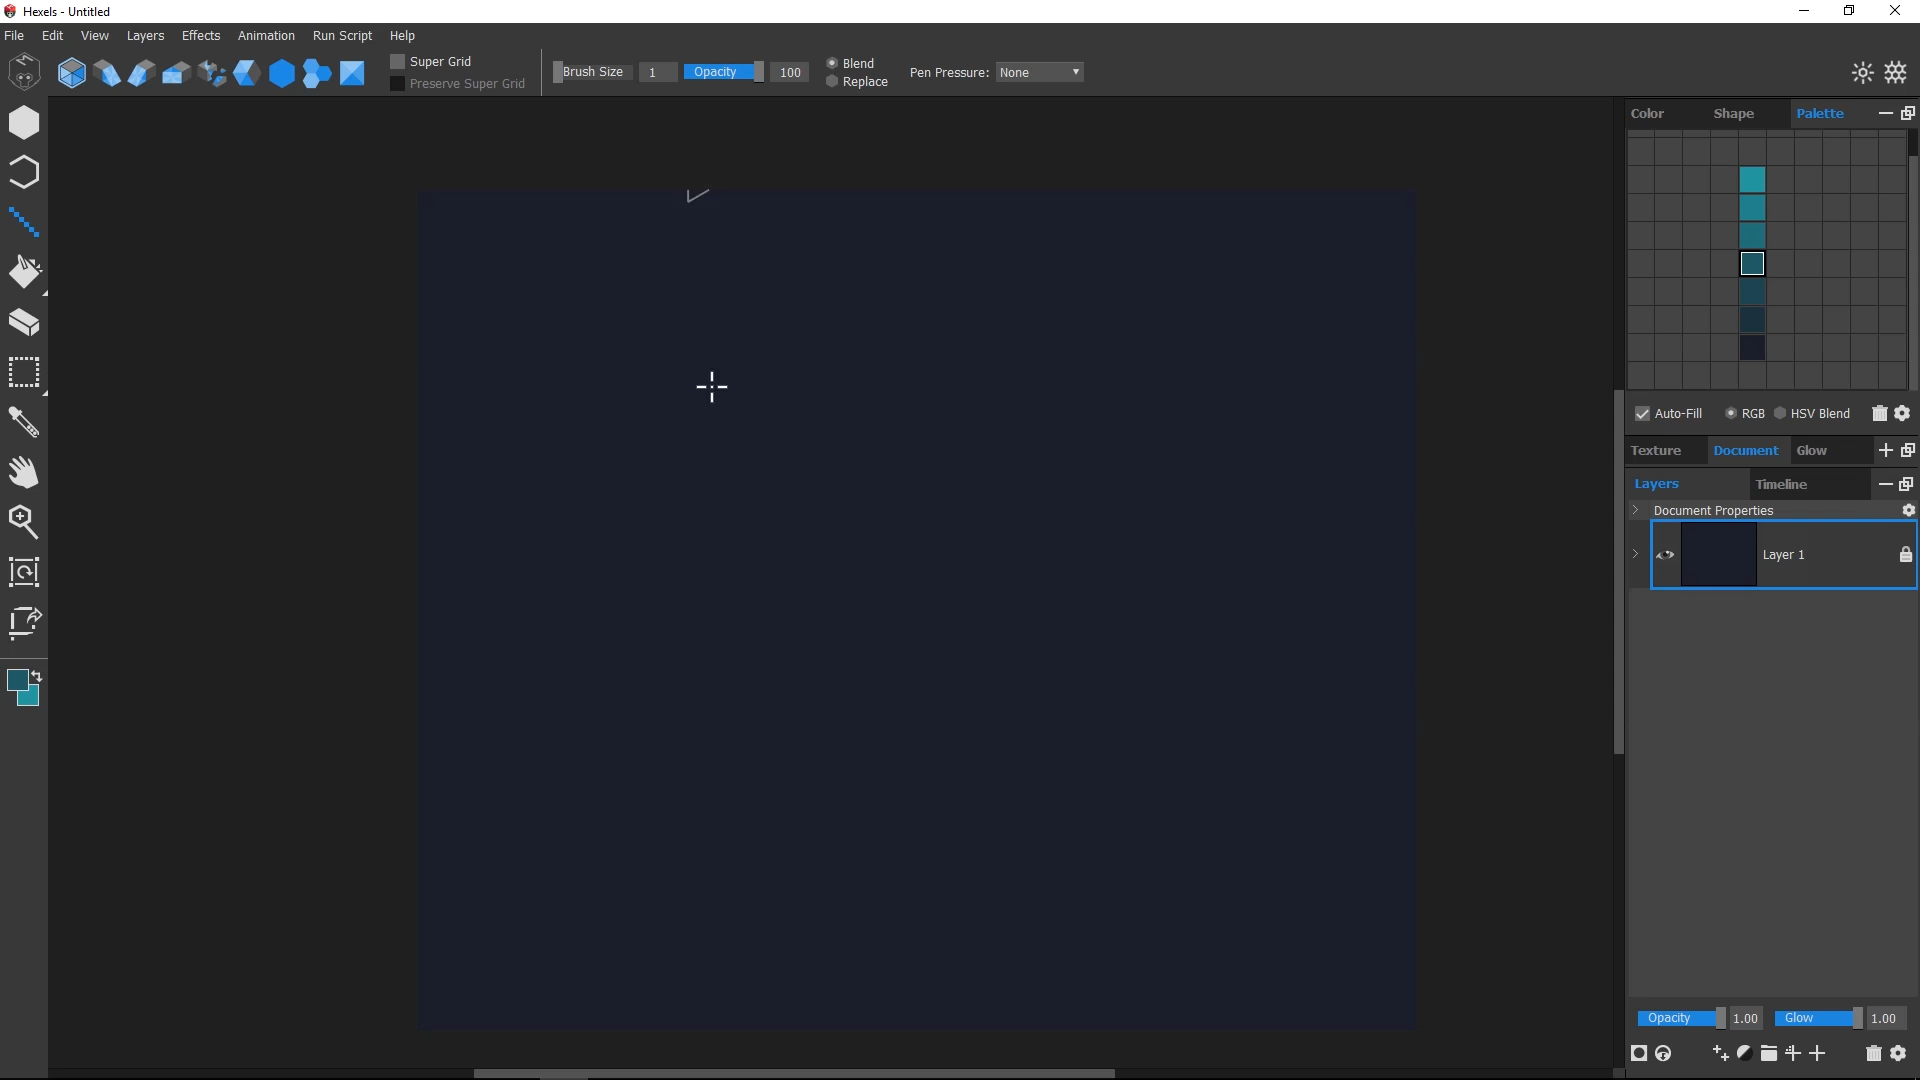 Hexels - Untitled
File Edit View Layers Effects Animation Run Script Help
Super Grid
Preserve Super Grid
Brush Size 1 Opacity 100
Blend
Replace
Pen Pressure: None
Color Shape Palette
Auto-Fill RGB HSV Blend
Texture Document Glow
Layers Timeline
Document Properties
Layer 1
Opacity 1.00 Glow 1.00